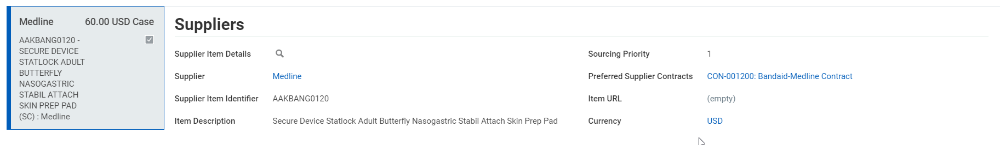 Medline 60.00 USD Case
AAKBANG0120 -
SECURE DEVICE
STATLOCK ADULT
BUTTERFLY
NASOGASTRIC
STABIL ATTACH
SKIN PREP PAD
(SC) : Medline
Suppliers
Supplier Item Details
Supplier Medline
Supplier Item Identifier AAKBANG0120
Item Description Secure Device Statlock Adult Butterfly Nasogastric Stabil Attach Skin Prep Pad
Sourcing Priority 1
Preferred Supplier Contracts CON-001200: Bandaid-Medline Contract
Item URL (empty)
Currency USD